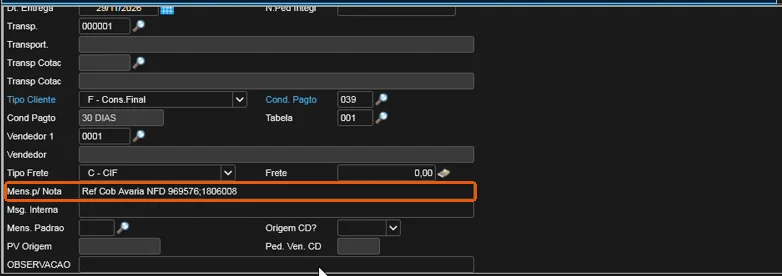 Dt. Entrega 29/11/2026 N.Ped Integr
Transp. 000001
Transport.
Transp Cotac
Transp Cotac
Tipo Cliente F - Cons.Final Cond. Pagto 039
Cond Pagto 30 DIAS Tabela 001
Vendedor 1 0001
Vendedor
Tipo Frete C - CIF Frete 0,00
Mens.p/ Nota Ref Cob Avaria NFD 969576;1806008
Msg. Interna
Mens. Padrao Origem CD?
PV Origem Ped. Ven. CD
OBSERVACAO